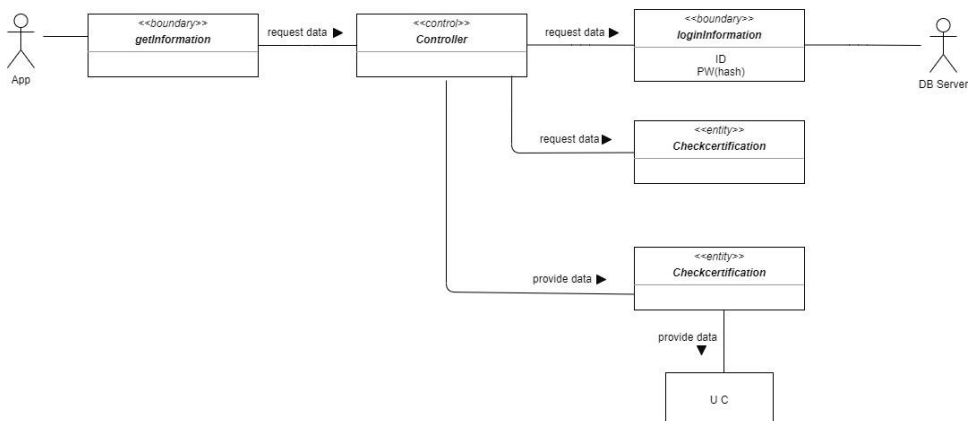 <<boundary>>
getInformation
request data
<<control>>
Controller
request data
<<boundary>>
loginInformation
ID
PW(hash)
App
DB Server
request data
<<entity>>
Checkcertification
provide data
<<entity>>
Checkcertification
provide data
U C